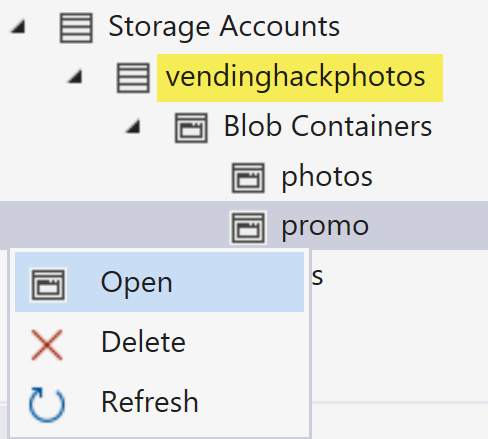 Storage Accounts
vendinghackphotos
Blob Containers
photos
promo
Open
s
Delete
Refresh